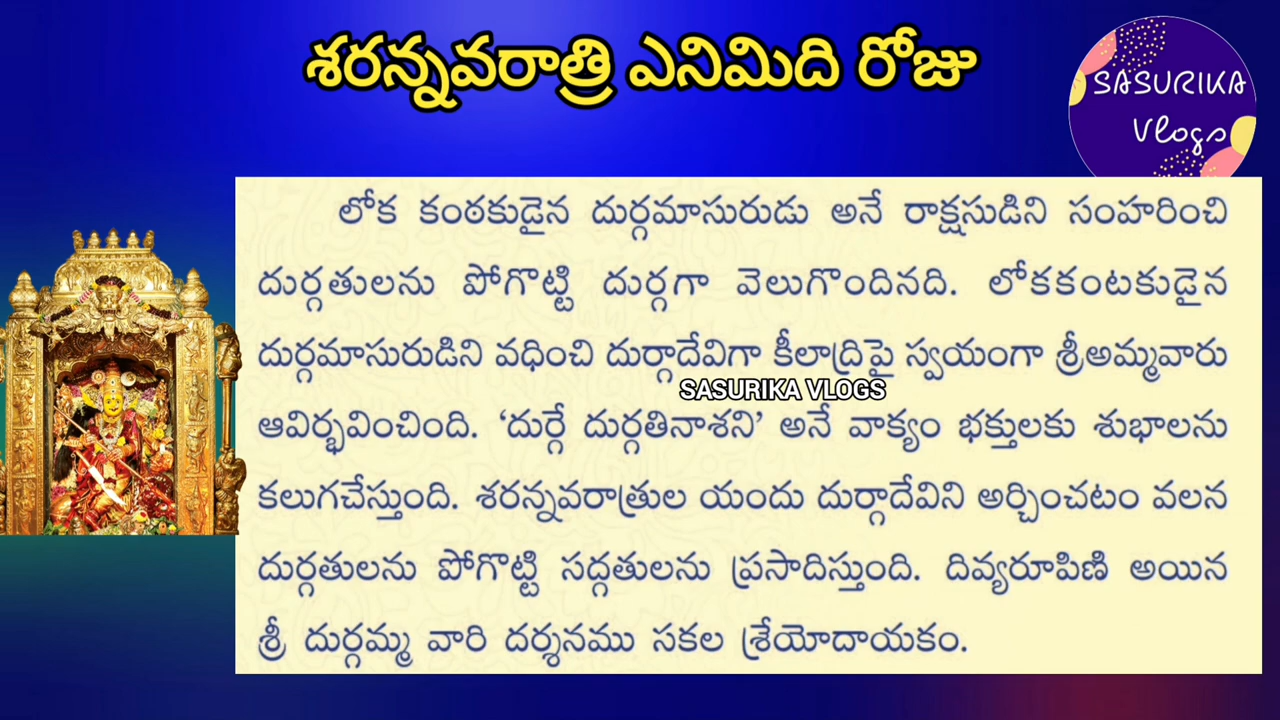 శరన్నవరాత్రి ఎనిమిది రోజు
SASURIKA
Vlogs
లోక కంఠకుడైన దుర్గమాసురుడు అనే రాక్షసుడిని సంహరించి
దుర్గతులను పోగొట్టి దుర్గగా వెలుగొందినది. లోకకంటకుడైన
దుర్గమాసురుడిని వధించి దుర్గాదేవిగా కీలాద్రిపై స్వయంగా శ్రీఅమ్మవారు
SASURIKA VLOGS
ఆవిర్భవించింది. ‘దుర్గే దుర్గతినాశని’ అనే వాక్యం భక్తులకు శుభాలను
కలుగచేస్తుంది. శరన్నవరాత్రుల యందు దుర్గాదేవిని అర్చించటం వలన
దుర్గతులను పోగొట్టి సద్గతులను ప్రసాదిస్తుంది. దివ్యరూపిణి అయిన
శ్రీ దుర్గమ్మ వారి దర్శనము సకల శ్రేయోదాయకం.